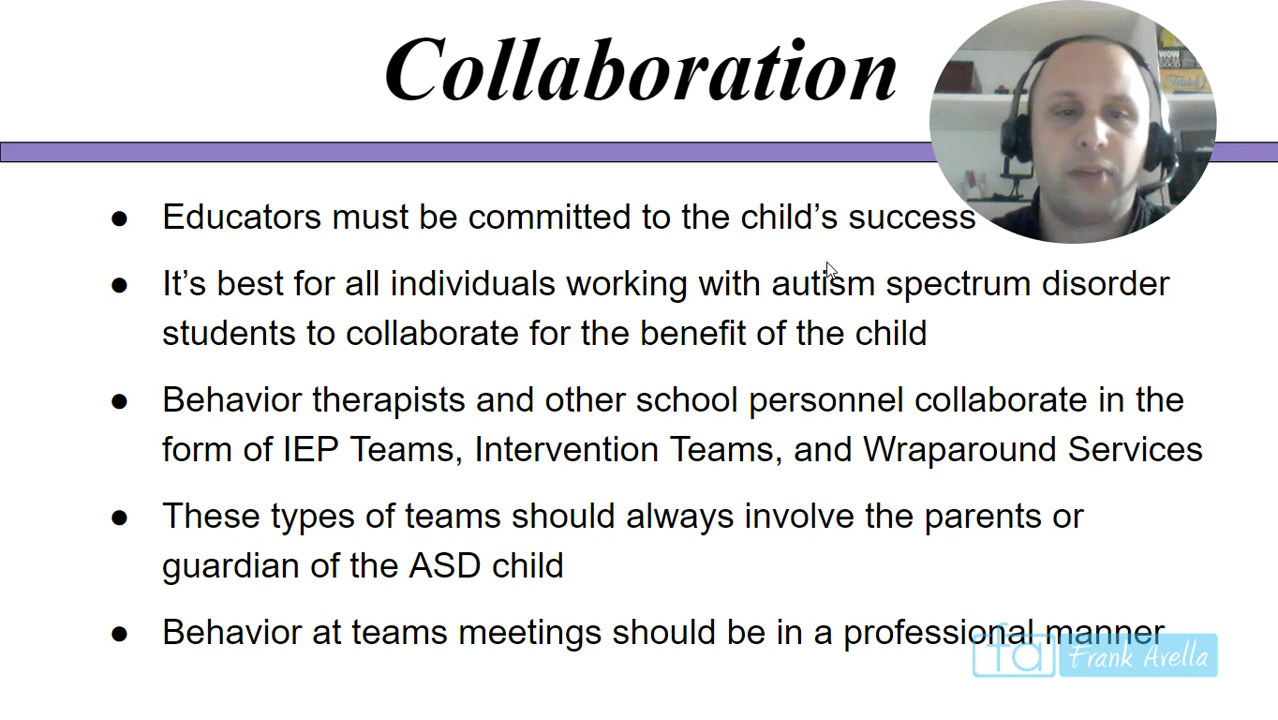 Collaboration
WOW
● Educators must be committed to the child’s success
● It’s best for all individuals working with autism spectrum disorder
students to collaborate for the benefit of the child
● Behavior therapists and other school personnel collaborate in the
form of IEP Teams, Intervention Teams, and Wraparound Services
● These types of teams should always involve the parents or
guardian of the ASD child
● Behavior at teams meetings should be in a professional manner
fa Frank Avella